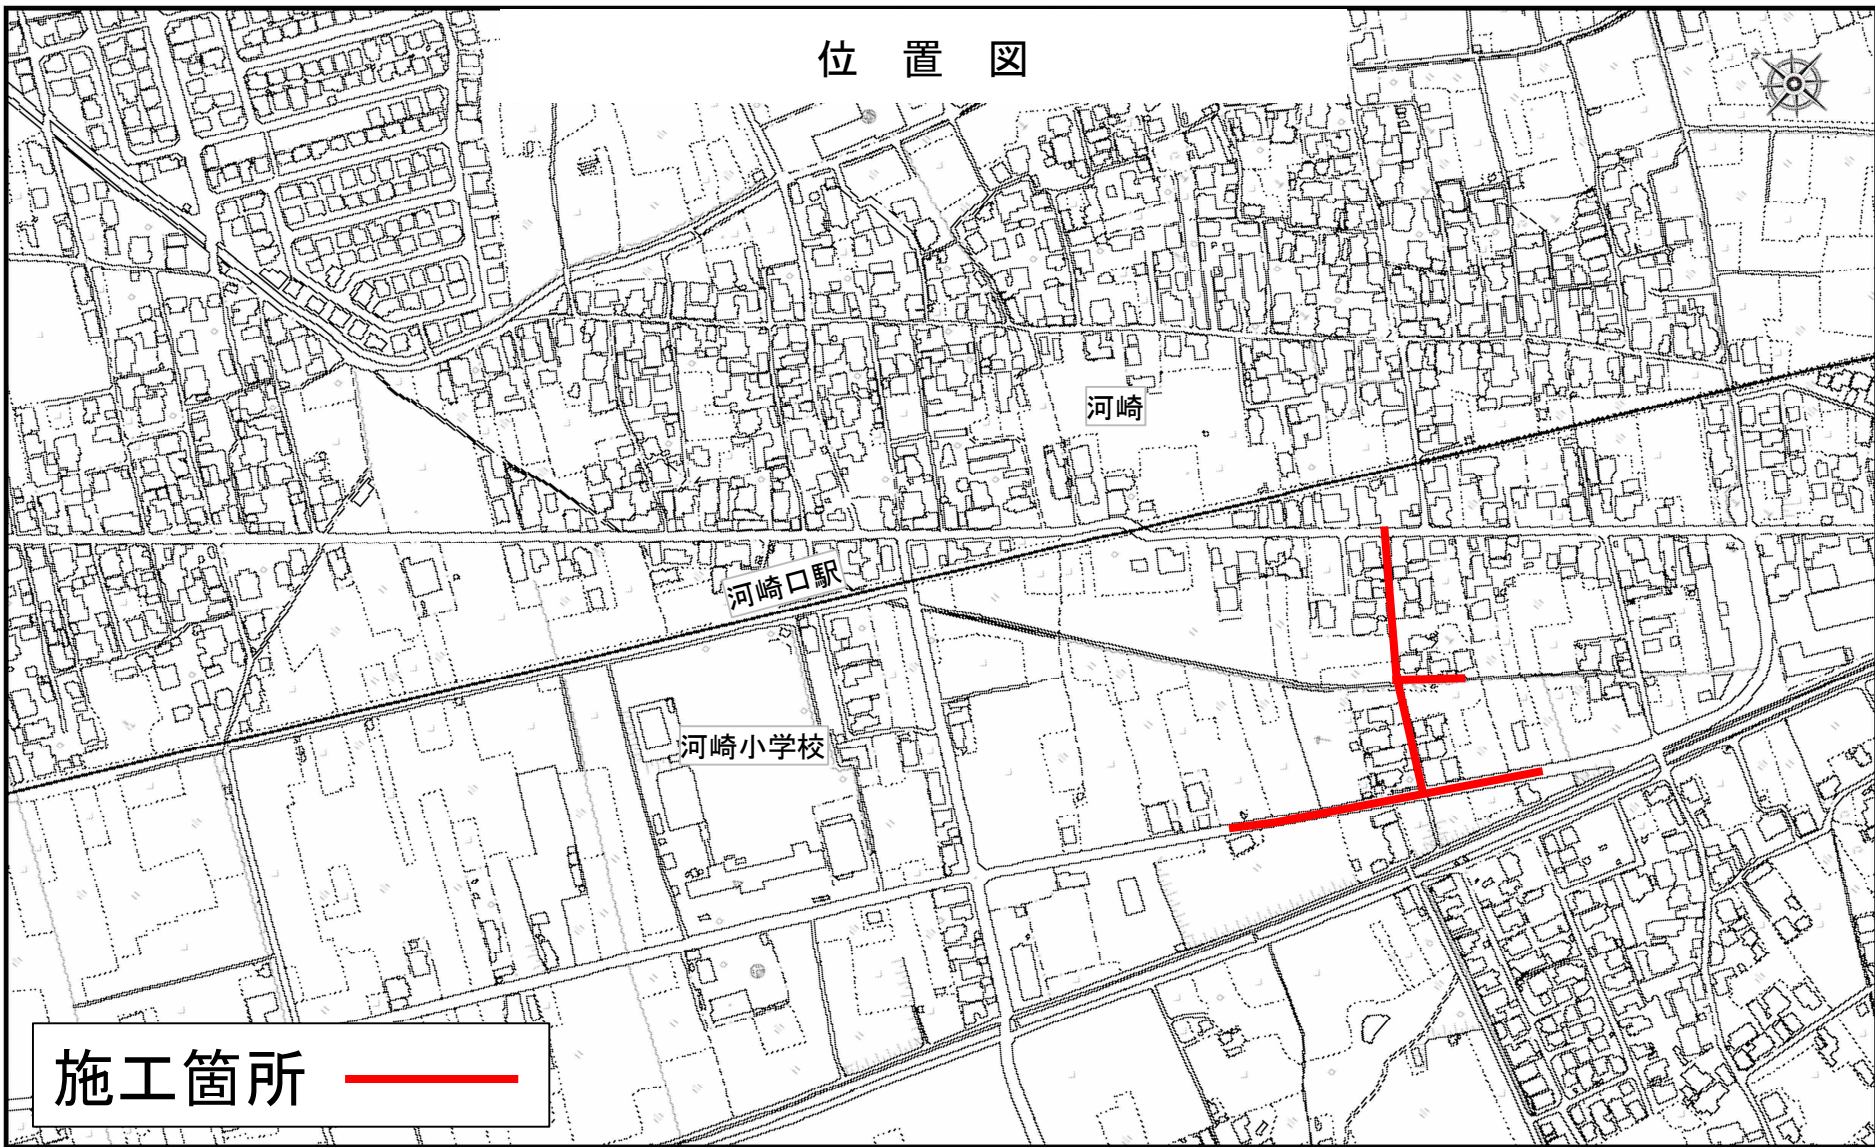 位 置 図
河崎
河崎口駅
河崎小学校
施工箇所